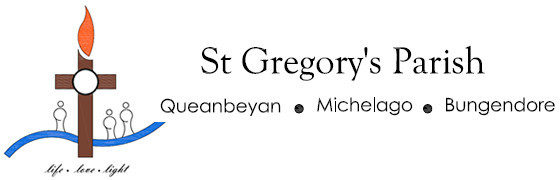 St Gregory's Parish
Queanbeyan • Michelago • Bungendore
life • love • light